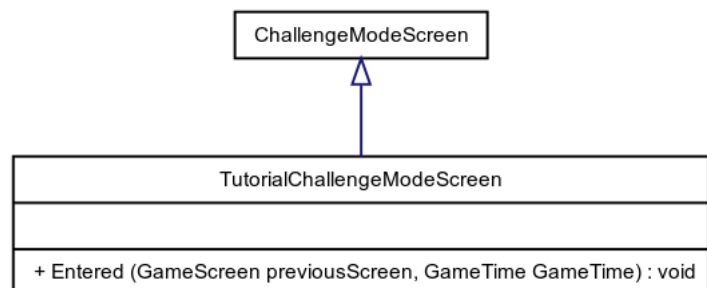 ChallengeModeScreen
TutorialChallengeModeScreen
+ Entered (GameScreen previousScreen, GameTime GameTime) : void